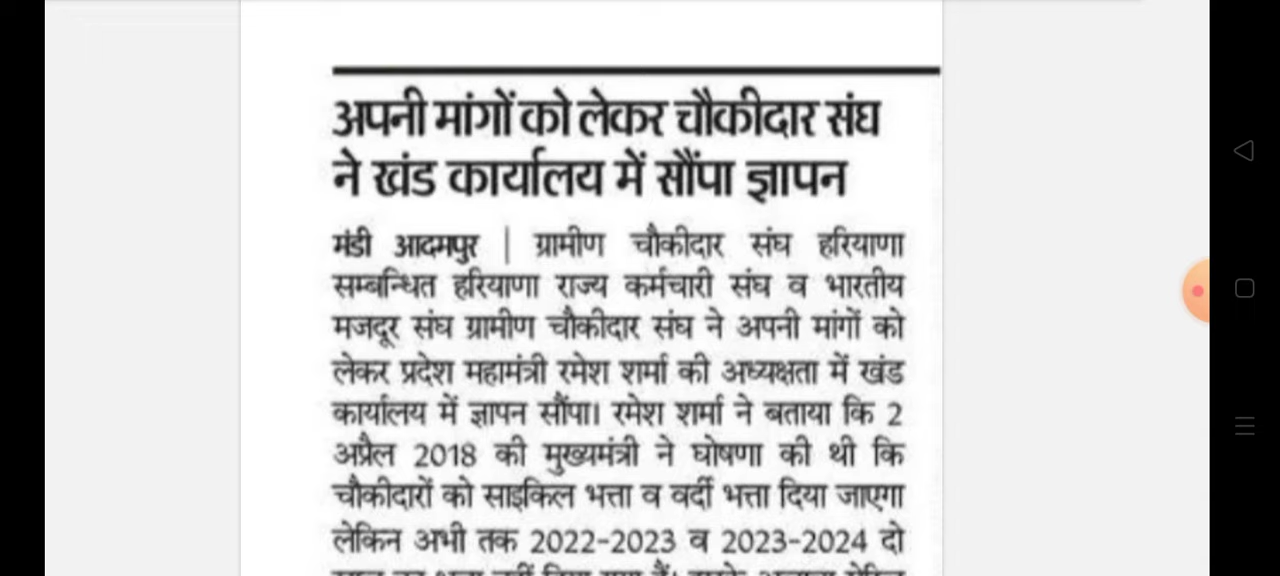 अपनी मांगों को लेकर चौकीदार संघ
ने खंड कार्यालय में सौंपा ज्ञापन
मंडी आदमपुर | ग्रामीण चौकीदार संघ हरियाणा
सम्बन्धित हरियाणा राज्य कर्मचारी संघ व भारतीय
मजदूर संघ ग्रामीण चौकीदार संघ ने अपनी मांगों को
लेकर प्रदेश महामंत्री रमेश शर्मा की अध्यक्षता में खंड
कार्यालय में ज्ञापन सौंपा। रमेश शर्मा ने बताया कि 2
अप्रैल 2018 की मुख्यमंत्री ने घोषणा की थी कि
चौकीदारों को साइकिल भत्ता व वर्दी भत्ता दिया जाएगा
लेकिन अभी तक 2022-2023 व 2023-2024 दो